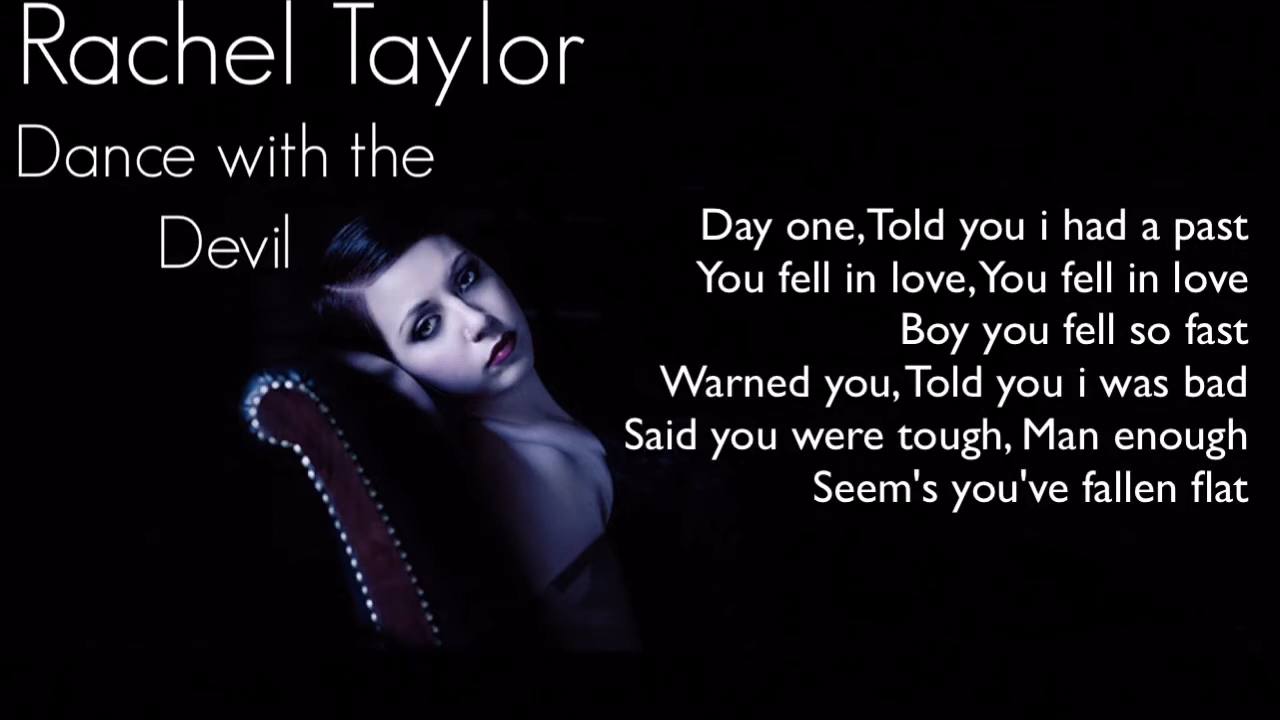 Rachel Taylor
Dance with the
Devil
Day one,Told you i had a past
You fell in love,You fell in love
Boy you fell so fast
Warned you,Told you i was bad
Said you were tough, Man enough
Seem's you've fallen flat